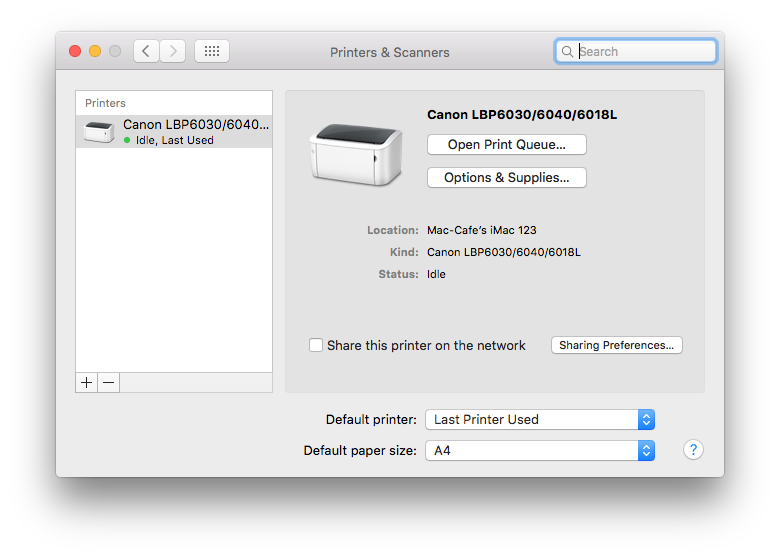 Printers & Scanners
Search
Printers
Canon LBP6030/6040...
Idle, Last Used
Canon LBP6030/6040/6018L
Open Print Queue...
Options & Supplies...
Location: Mac-Cafe's iMac 123
Kind: Canon LBP6030/6040/6018L
Status: Idle
Share this printer on the network
Sharing Preferences...
+ −
Default printer: Last Printer Used
Default paper size: A4
?